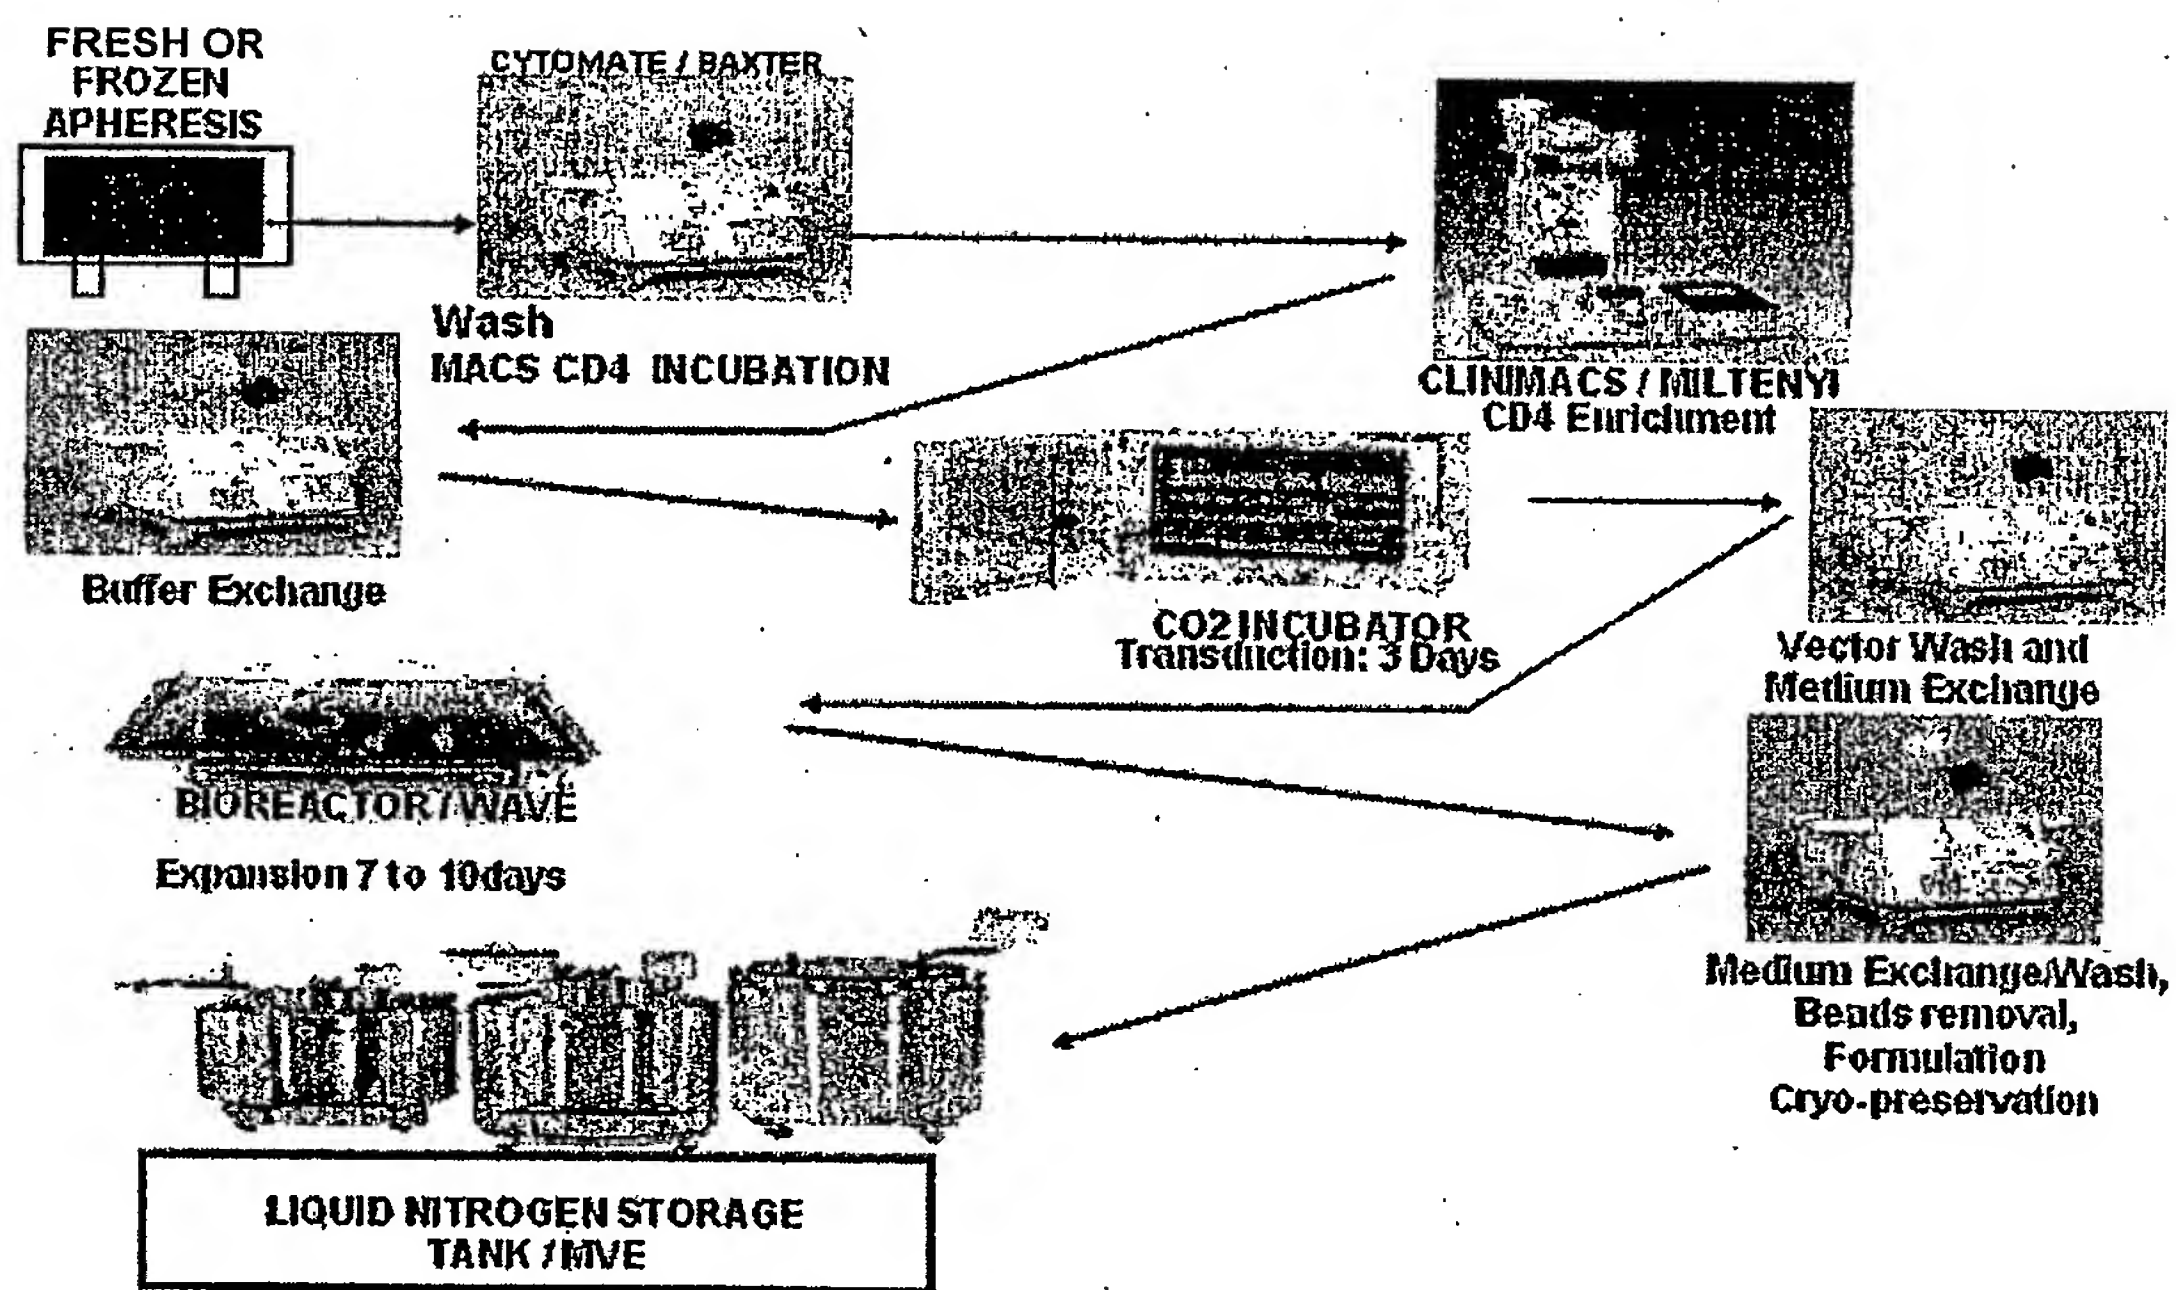 FRESH OR
FROZEN
APHERESIS
CYTOMATE / BAXTER
Wash
MACS CD4 INCUBATION
CLINIMACS / MILTENYI
CD4 Enrichment
Buffer Exchange
CO2 INCUBATOR
Transduction: 3 Days
Vector Wash and
Medium Exchange
BIOREACTOR / WAVE
Expansion 7 to 10days
Medium Exchange/Wash,
Beads removal,
Formulation
Cryo-preservation
LIQUID NITROGEN STORAGE
TANK / MVE